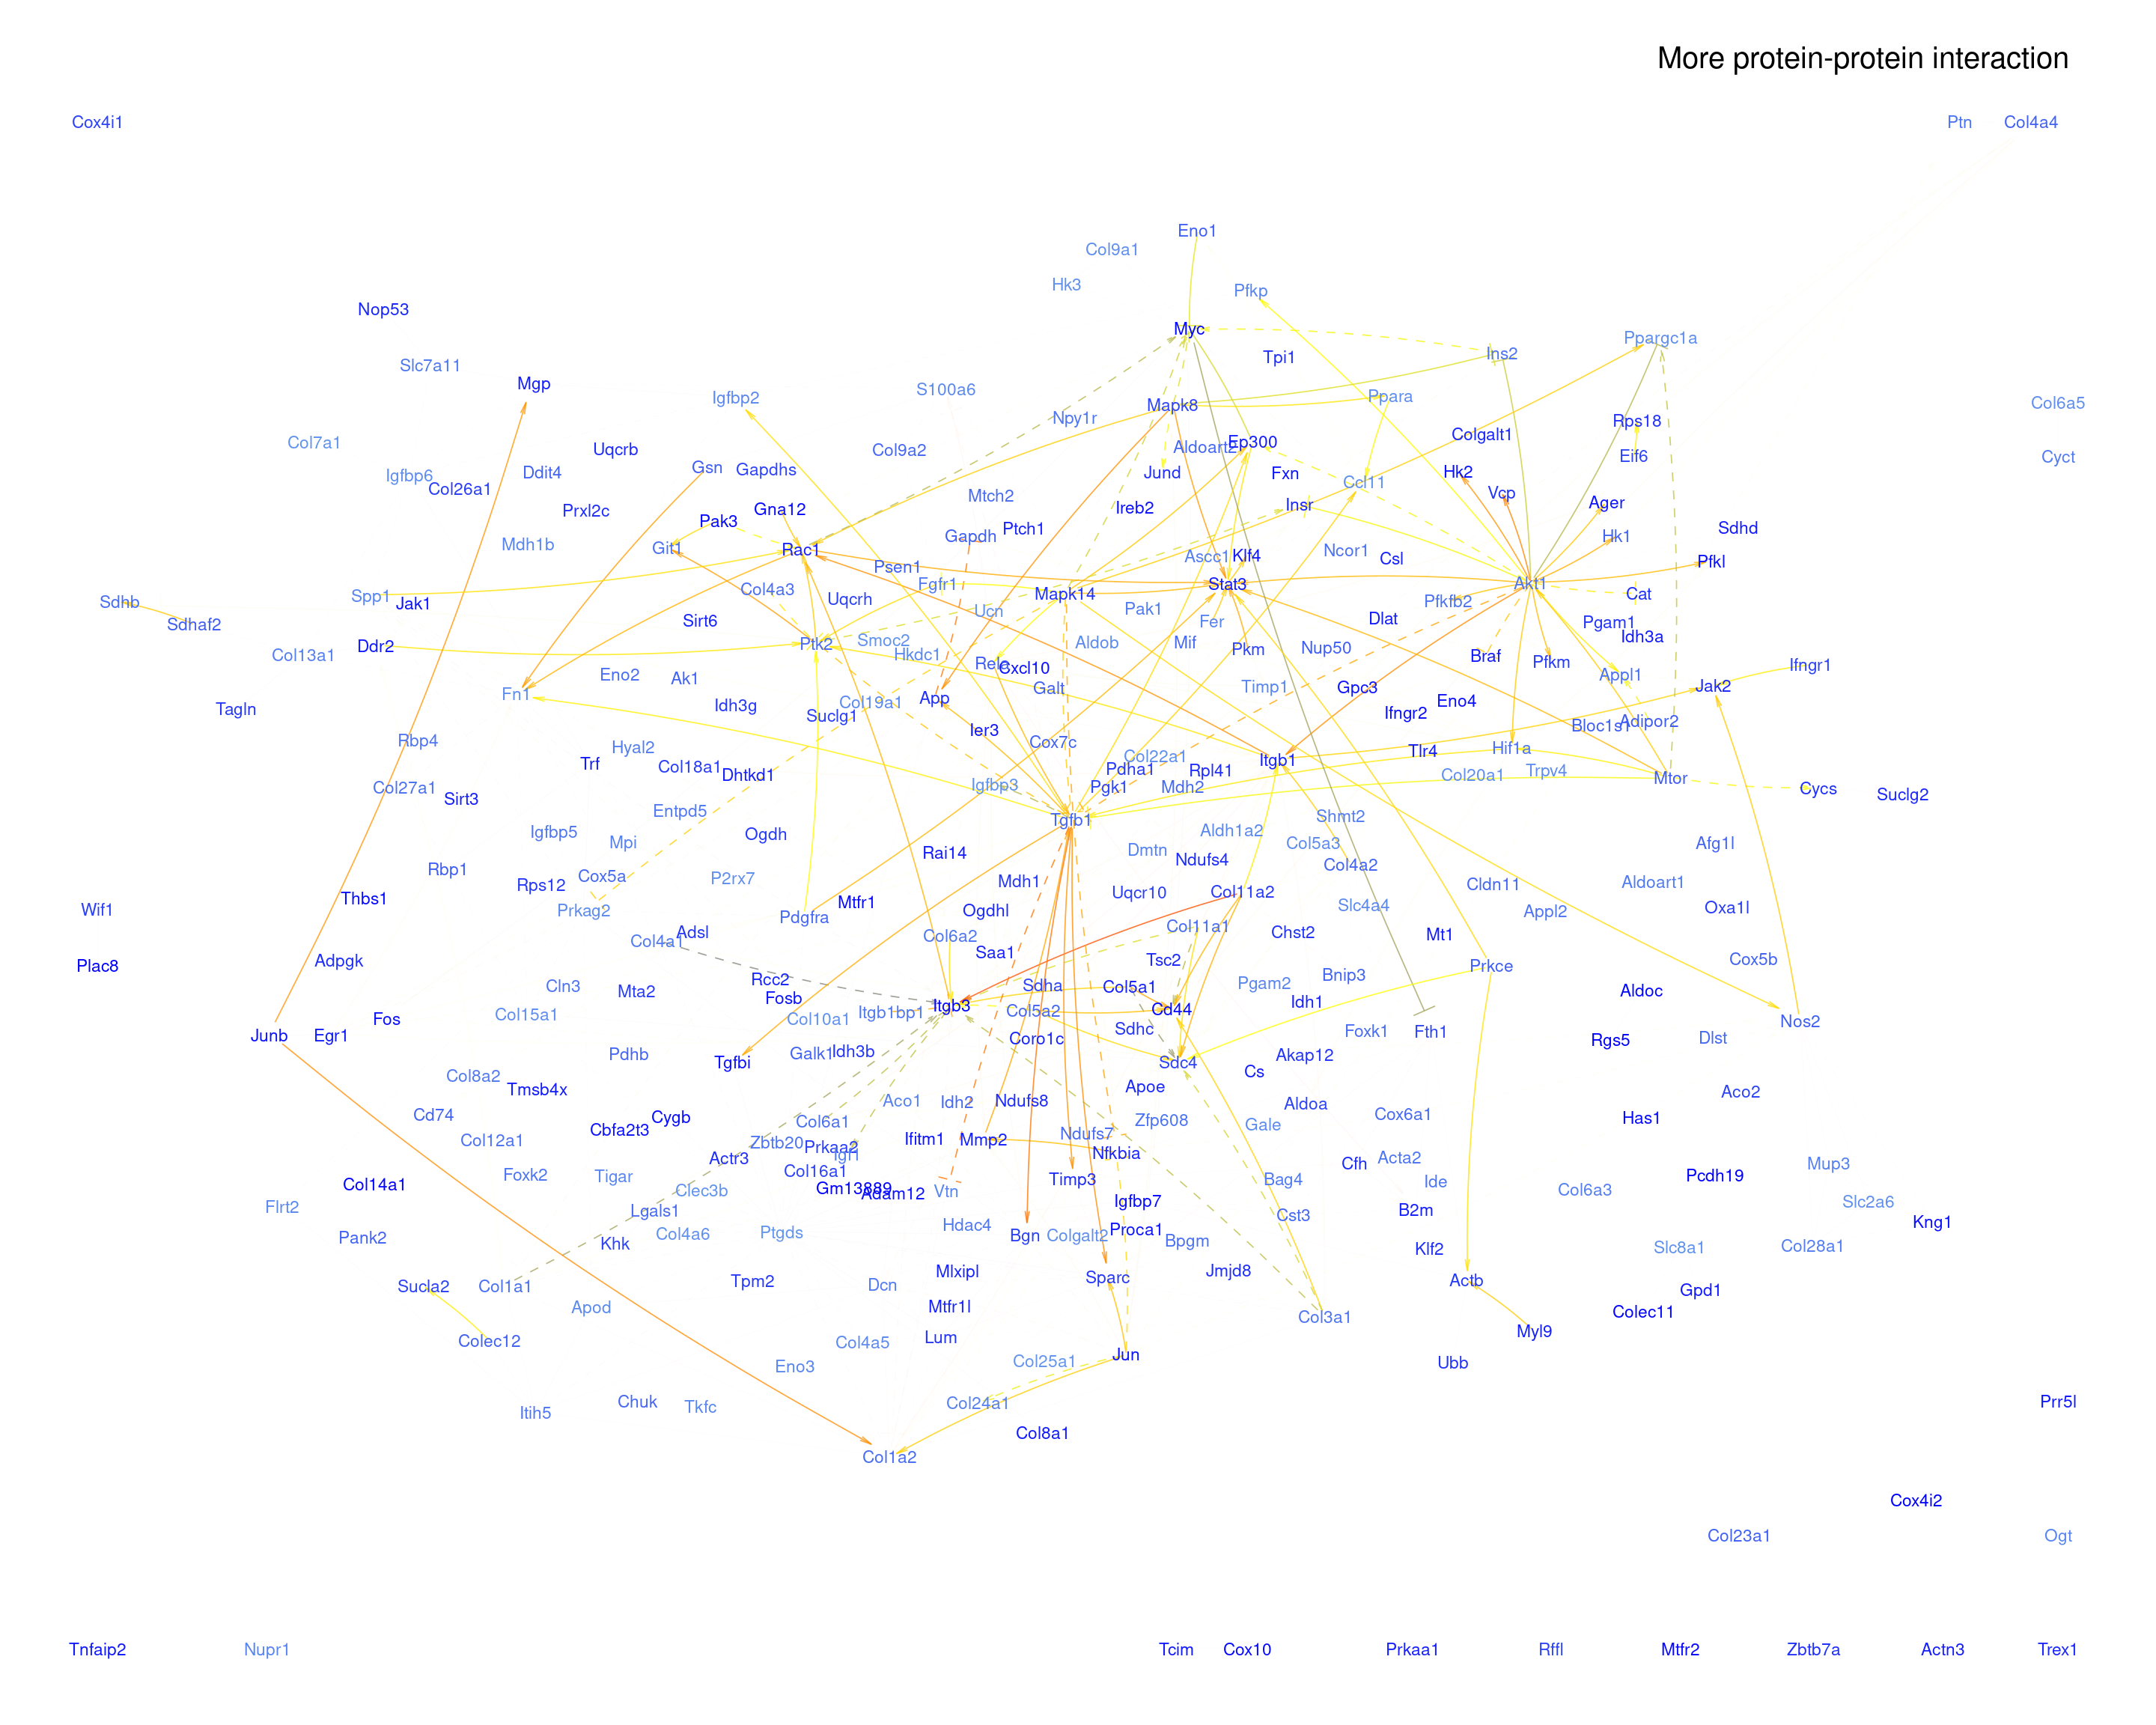 More protein-protein interaction
Cox4i1
Ptn
Col4a4
Eno1
Col9a1
Hk3
Pfkp
Nop53
Myc
Ppargc1a
Ins2
Tpi1
Slc7a11
Mgp
S100a6
Igfbp2
Ppara
Mapk8
Col6a5
Npy1r
Rps18
Colgalt1
Col7a1
Ep300
Aldoart2
Uqcrb
Col9a2
Eif6
Cyct
Gsn
Gapdhs
Ddit4
Jund
Fxn
Hk2
Igfbp6
Ccl11
Col26a1
Vcp
Mtch2
Ager
Insr
Ireb2
Gna12
Prxl2c
Pak3
Ptch1
Sdhd
Gapdh
Hk1
Mdh1b
Git1
Rac1
Ncor1
Ascc1
Klf4
Csl
Pfkl
Psen1
Fgfr1
Stat3
Akt1
Col4a3
Mapk14
Cat
Spp1
Uqcrh
Pfkfb2
Sdhb
Jak1
Pak1
Ucn
Dlat
Sirt6
Fer
Pgam1
Sdhaf2
Idh3a
Smoc2
Aldob
Mif
Ptk2
Ddr2
Nup50
Pkm
Col13a1
Hkdc1
Braf
Pfkm
Rela
Cxcl10
Ifngr1
Eno2
Appl1
Ak1
Timp1
Galt
Gpc3
Jak2
Fn1
App
Eno4
Col19a1
Idh3g
Tagln
Ifngr2
Suclg1
Adipor2
Bloc1s1
Ier3
Rbp4
Cox7c
Hyal2
Hif1a
Tlr4
Col22a1
Itgb1
Trf
Col18a1
Pdha1
Rpl41
Trpv4
Dhtkd1
Col20a1
Mtor
Igfbp3
Pgk1
Mdh2
Col27a1
Cycs
Suclg2
Sirt3
Entpd5
Shmt2
Tgfb1
Igfbp5
Aldh1a2
Ogdh
Mpi
Col5a3
Afg1l
Rai14
Dmtn
Ndufs4
Col4a2
Rbp1
Cox5a
P2rx7
Mdh1
Aldoart1
Rps12
Cldn11
Uqcr10
Col11a2
Thbs1
Mtfr1
Slc4a4
Oxa1l
Wif1
Prkag2
Ogdhl
Appl2
Pdgfra
Col11a1
Adsl
Chst2
Mt1
Col6a2
Col4a1
Saa1
Cox5b
Adpgk
Tsc2
Plac8
Prkce
Bnip3
Rcc2
Pgam2
Cln3
Sdha
Col5a1
Mta2
Aldoc
Fosb
Idh1
Itgb3
Cd44
Itgb1bp1
Col5a2
Col15a1
Fos
Col10a1
Nos2
Sdhc
Foxk1
Fth1
Junb
Egr1
Coro1c
Dlst
Rgs5
Idh3b
Galk1
Pdhb
Akap12
Tgfbi
Sdc4
Cs
Col8a2
Apoe
Tmsb4x
Aco2
Aco1
Idh2
Ndufs8
Aldoa
Cd74
Cox6a1
Cygb
Has1
Col6a1
Zfp608
Gale
Cbfa2t3
Ndufs7
Col12a1
Ifitm1
Mmp2
Zbtb20
Prkaa2
Igf1
Nfkbia
Actr3
Acta2
Cfh
Mup3
Col16a1
Foxk2
Tigar
Timp3
Bag4
Pcdh19
Ide
Col14a1
Gm13889
Clec3b
Adam12
Vtn
Col6a3
Igfbp7
Slc2a6
Flrt2
Lgals1
B2m
Cst3
Kng1
Hdac4
Proca1
Ptgds
Col4a6
Bgn
Colgalt2
Pank2
Bpgm
Khk
Klf2
Slc8a1
Col28a1
Mlxipl
Jmjd8
Sparc
Tpm2
Actb
Sucla2
Col1a1
Dcn
Gpd1
Apod
Mtfr1l
Colec11
Col3a1
Myl9
Colec12
Lum
Col4a5
Jun
Col25a1
Ubb
Eno3
Chuk
Col24a1
Prr5l
Tkfc
Itih5
Col8a1
Col1a2
Cox4i2
Col23a1
Ogt
Tnfaip2
Nupr1
Tcim
Cox10
Prkaa1
Rffl
Mtfr2
Zbtb7a
Actn3
Trex1